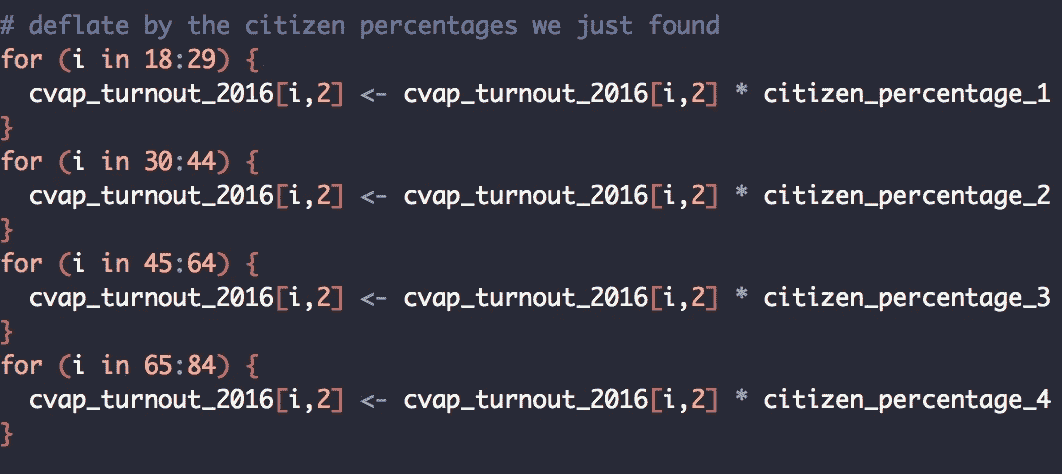 # deflate by the citizen percentages we just found
for (i in 18:29) {
  cvap_turnout_2016[i,2] <- cvap_turnout_2016[i,2] * citizen_percentage_1
}
for (i in 30:44) {
  cvap_turnout_2016[i,2] <- cvap_turnout_2016[i,2] * citizen_percentage_2
}
for (i in 45:64) {
  cvap_turnout_2016[i,2] <- cvap_turnout_2016[i,2] * citizen_percentage_3
}
for (i in 65:84) {
  cvap_turnout_2016[i,2] <- cvap_turnout_2016[i,2] * citizen_percentage_4
}